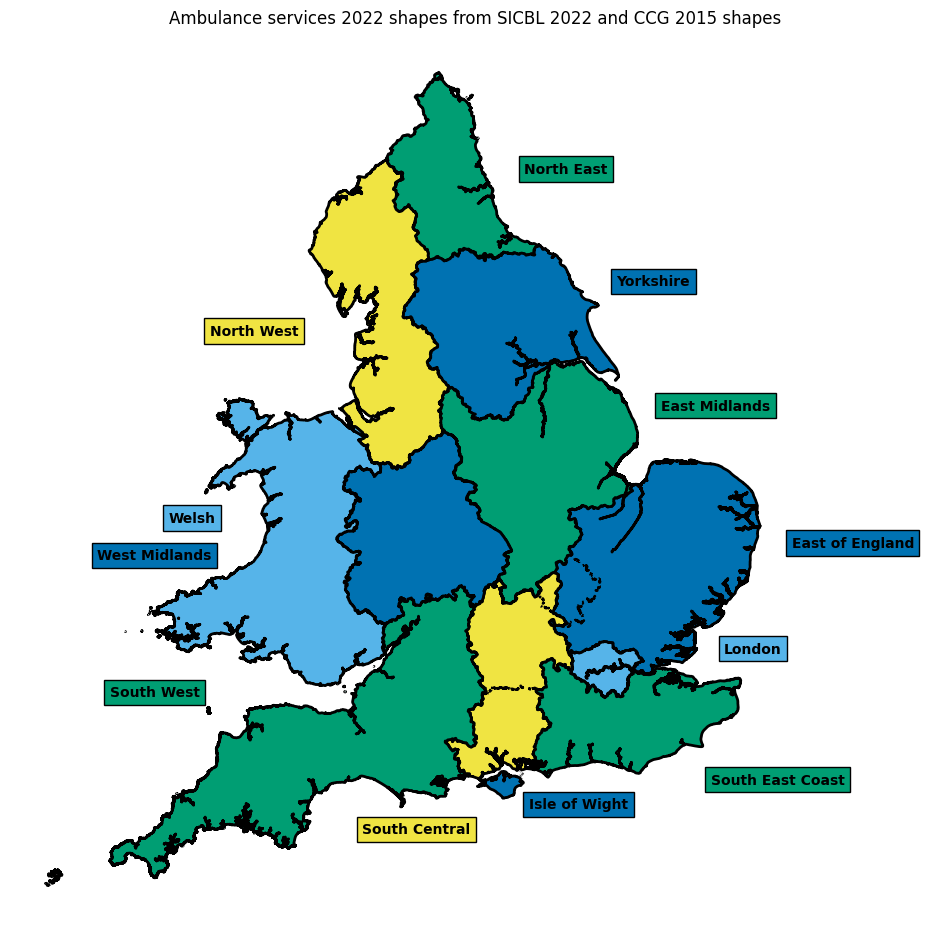 Ambulance services 2022 shapes from SICBL 2022 and CCG 2015 shapes
North East
Yorkshire
North West
East Midlands
Welsh
East of England
West Midlands
London
South West
South East Coast
Isle of Wight
South Central